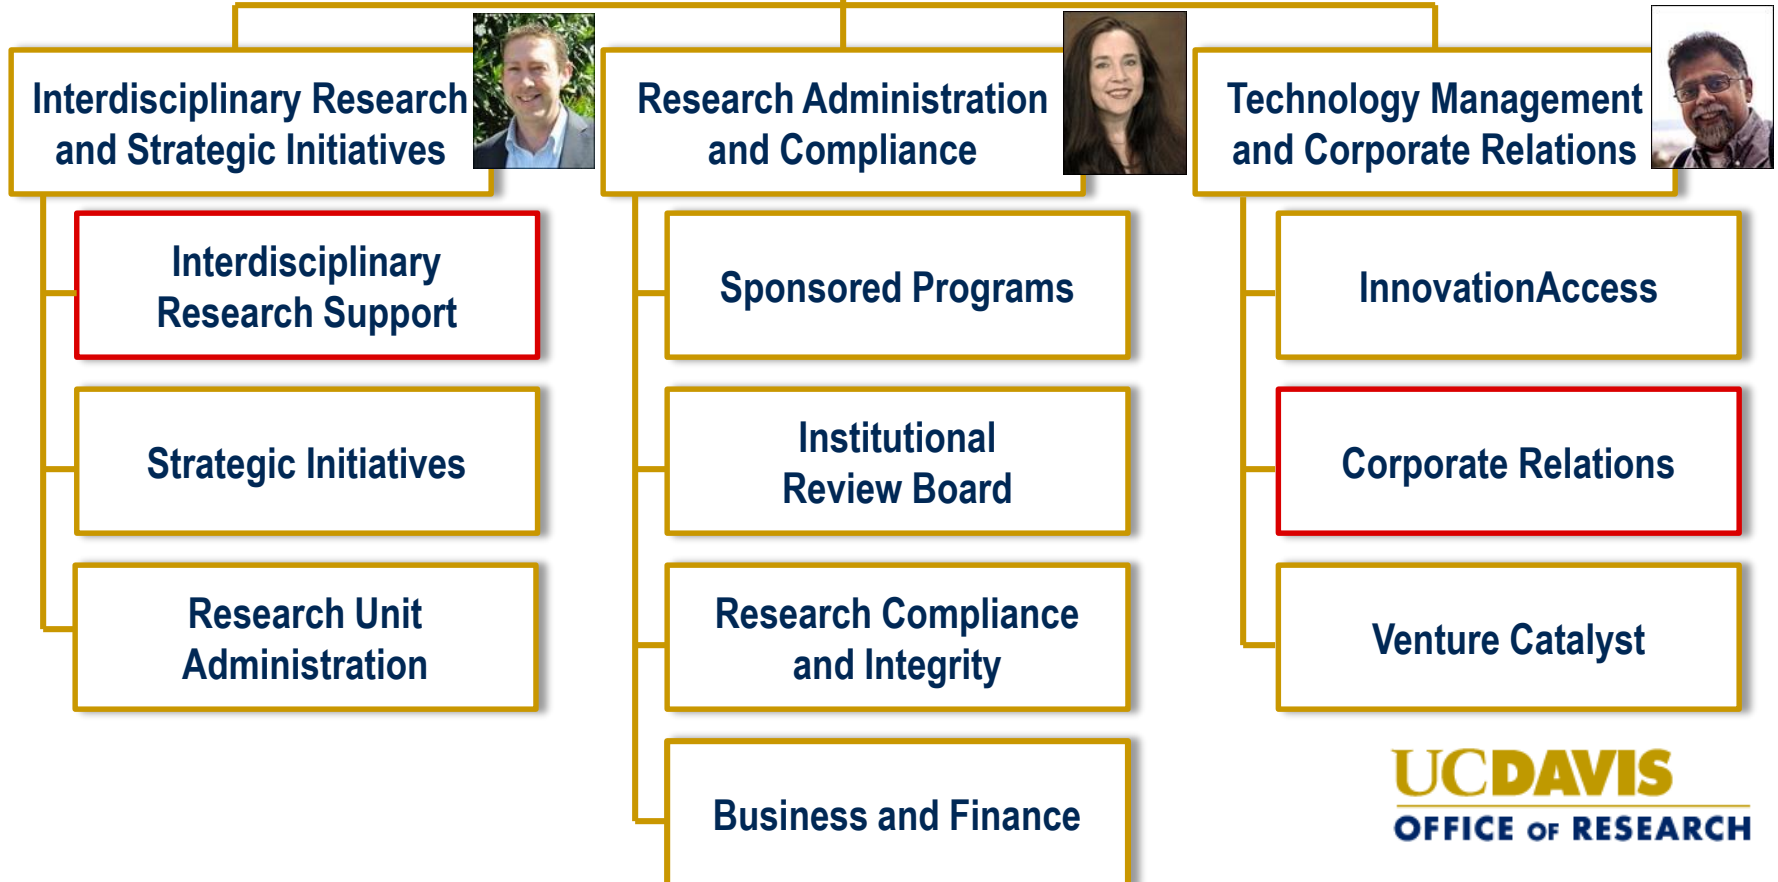 Interdisciplinary Research
and Strategic Initiatives
Research Administration
and Compliance
Technology Management
and Corporate Relations
Interdisciplinary
Research Support
Sponsored Programs
InnovationAccess
Strategic Initiatives
Institutional
Review Board
Corporate Relations
Research Unit
Administration
Research Compliance
and Integrity
Venture Catalyst
Business and Finance
UCDAVIS
OFFICE OF RESEARCH